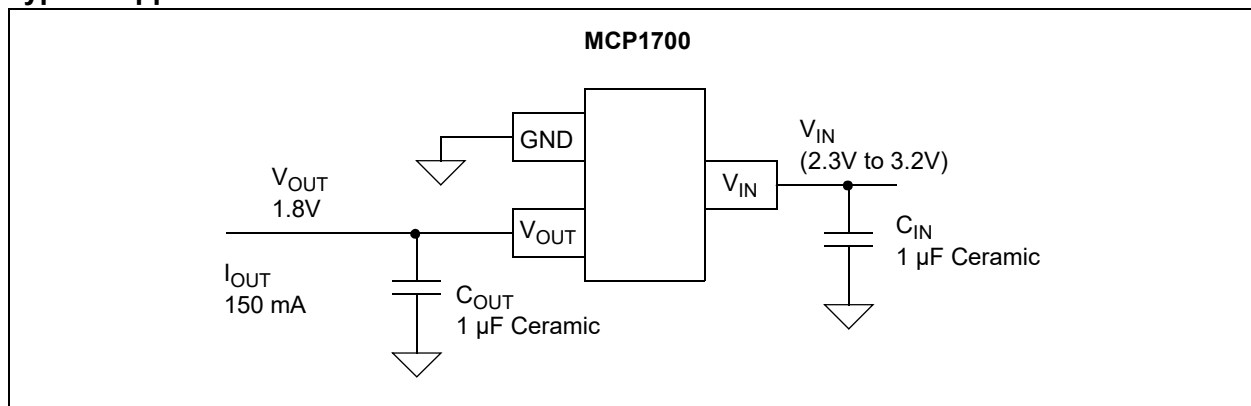 MCP1700
GND
V_IN
(2.3V to 3.2V)
V_IN
V_OUT
1.8V
V_OUT
C_IN
1 µF Ceramic
I_OUT
150 mA
C_OUT
1 µF Ceramic